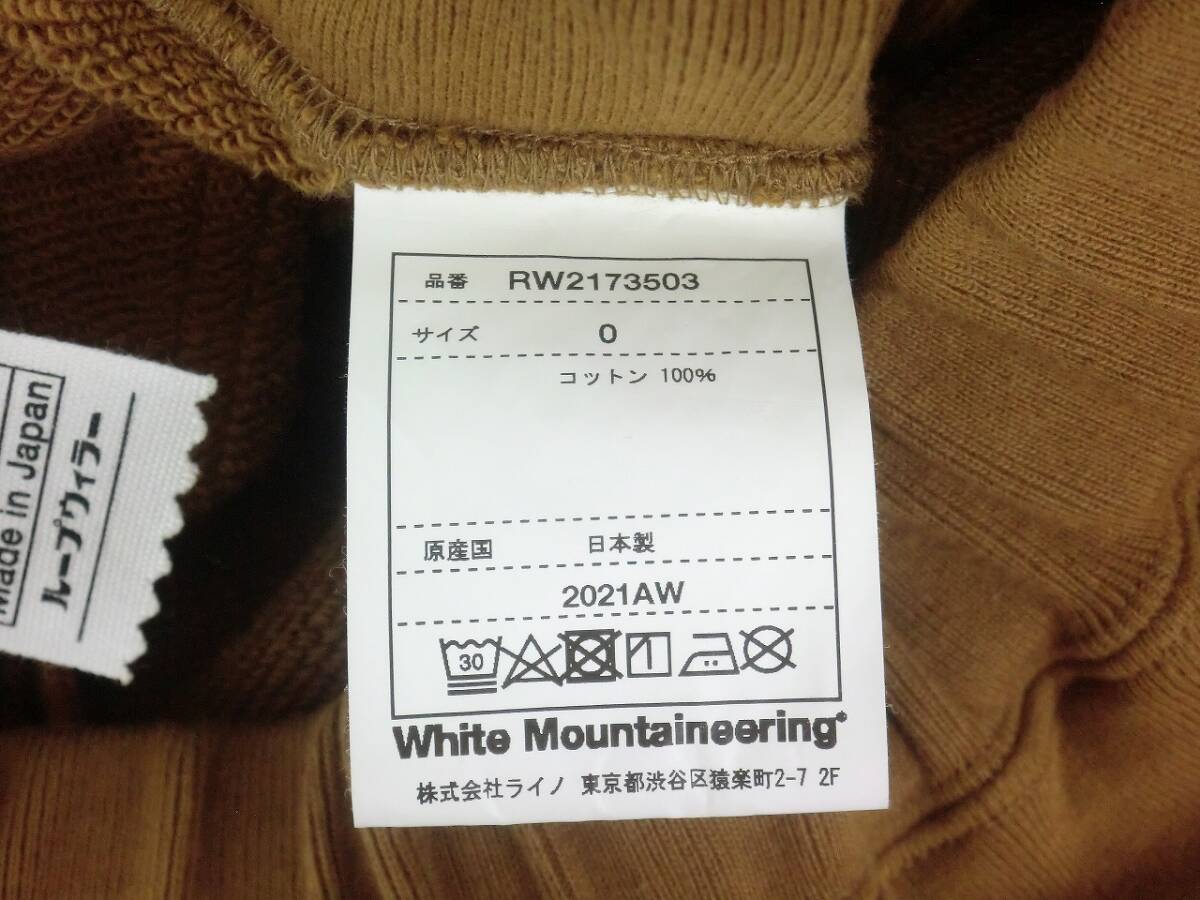 品番 RW2173503
サイズ 0
コットン 100%
原産国 日本製
2021AW
30
White Mountaineering®
株式会社ライノ 東京都渋谷区猿楽町2-7 2F
Made in Japan
ループウィラー